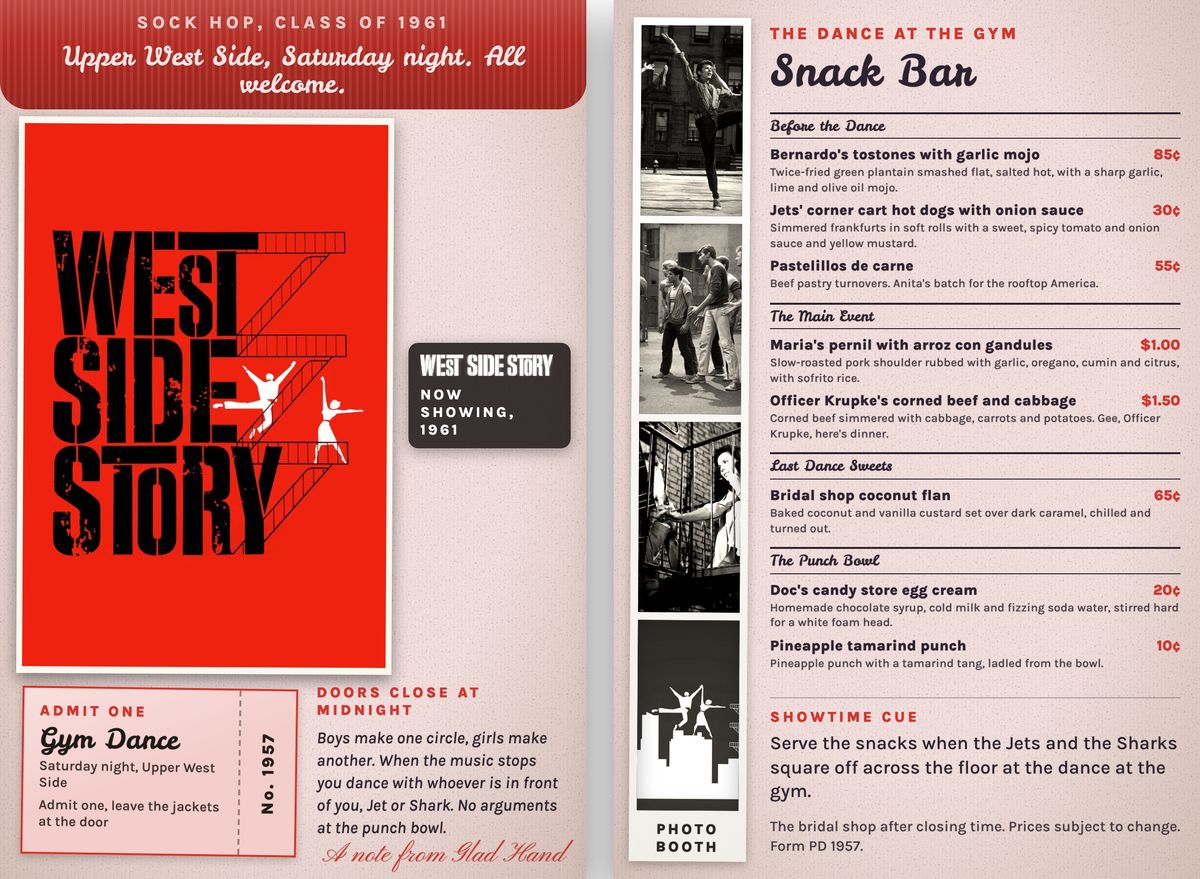 SOCK HOP, CLASS OF 1961
Upper West Side, Saturday night. All
welcome.
WEST
SIDE
STORY
WEST SIDE STORY
NOW
SHOWING,
1961
ADMIT ONE
Gym Dance
Saturday night, Upper West
Side
Admit one, leave the jackets
at the door
No. 1957
DOORS CLOSE AT
MIDNIGHT
Boys make one circle, girls make
another. When the music stops
you dance with whoever is in front
of you, Jet or Shark. No arguments
at the punch bowl.
A note from Glad Hand
PHOTO
BOOTH
THE DANCE AT THE GYM
Snack Bar
Before the Dance
Bernardo's tostones with garlic mojo 85¢
Twice-fried green plantain smashed flat, salted hot, with a sharp garlic,
lime and olive oil mojo.
Jets' corner cart hot dogs with onion sauce 30¢
Simmered frankfurts in soft rolls with a sweet, spicy tomato and onion
sauce and yellow mustard.
Pastelillos de carne 55¢
Beef pastry turnovers. Anita's batch for the rooftop America.
The Main Event
Maria's pernil with arroz con gandules $1.00
Slow-roasted pork shoulder rubbed with garlic, oregano, cumin and citrus,
with sofrito rice.
Officer Krupke's corned beef and cabbage $1.50
Corned beef simmered with cabbage, carrots and potatoes. Gee, Officer
Krupke, here's dinner.
Last Dance Sweets
Bridal shop coconut flan 65¢
Baked coconut and vanilla custard set over dark caramel, chilled and
turned out.
The Punch Bowl
Doc's candy store egg cream 20¢
Homemade chocolate syrup, cold milk and fizzing soda water, stirred hard
for a white foam head.
Pineapple tamarind punch 10¢
Pineapple punch with a tamarind tang, ladled from the bowl.
SHOWTIME CUE
Serve the snacks when the Jets and the Sharks
square off across the floor at the dance at the
gym.
The bridal shop after closing time. Prices subject to change.
Form PD 1957.